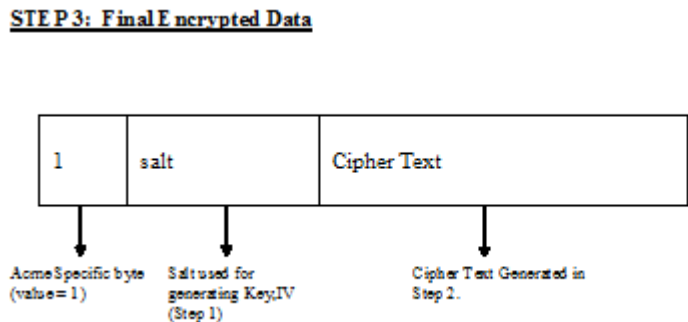 STEP 3: Final Encrypted Data
1
salt
Cipher Text
Acme Specific byte
(value = 1)
Salt used for
generating Key,IV
(Step 1)
Cipher Text Generated in
Step 2.